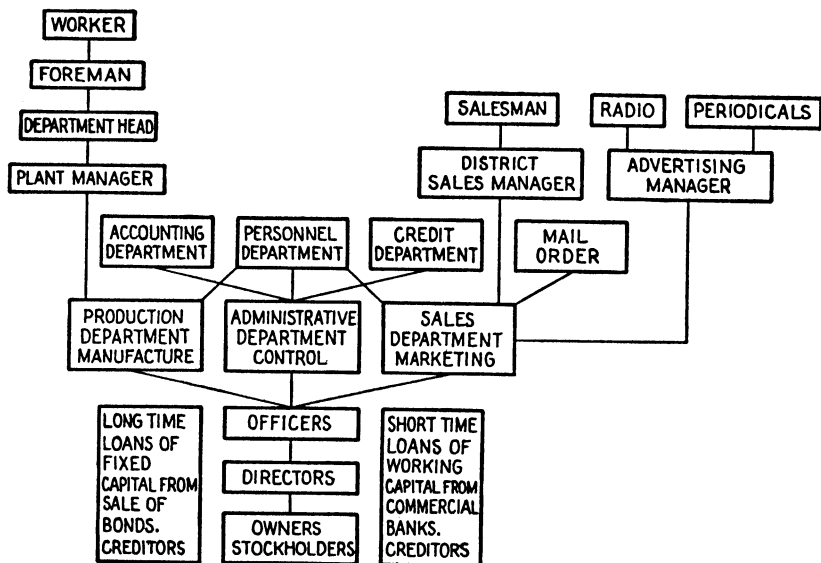 WORKER
FOREMAN
DEPARTMENT HEAD
PLANT MANAGER
SALESMAN
RADIO
PERIODICALS
DISTRICT
SALES MANAGER
ADVERTISING
MANAGER
ACCOUNTING
DEPARTMENT
PERSONNEL
DEPARTMENT
CREDIT
DEPARTMENT
MAIL
ORDER
PRODUCTION
DEPARTMENT
MANUFACTURE
ADMINISTRATIVE
DEPARTMENT
CONTROL
SALES
DEPARTMENT
MARKETING
LONG TIME
LOANS OF
FIXED
CAPITAL FROM
SALE OF
BONDS.
CREDITORS
OFFICERS
DIRECTORS
OWNERS
STOCKHOLDERS
SHORT TIME
LOANS OF
WORKING
CAPITAL FROM
COMMERCIAL
BANKS.
CREDITORS